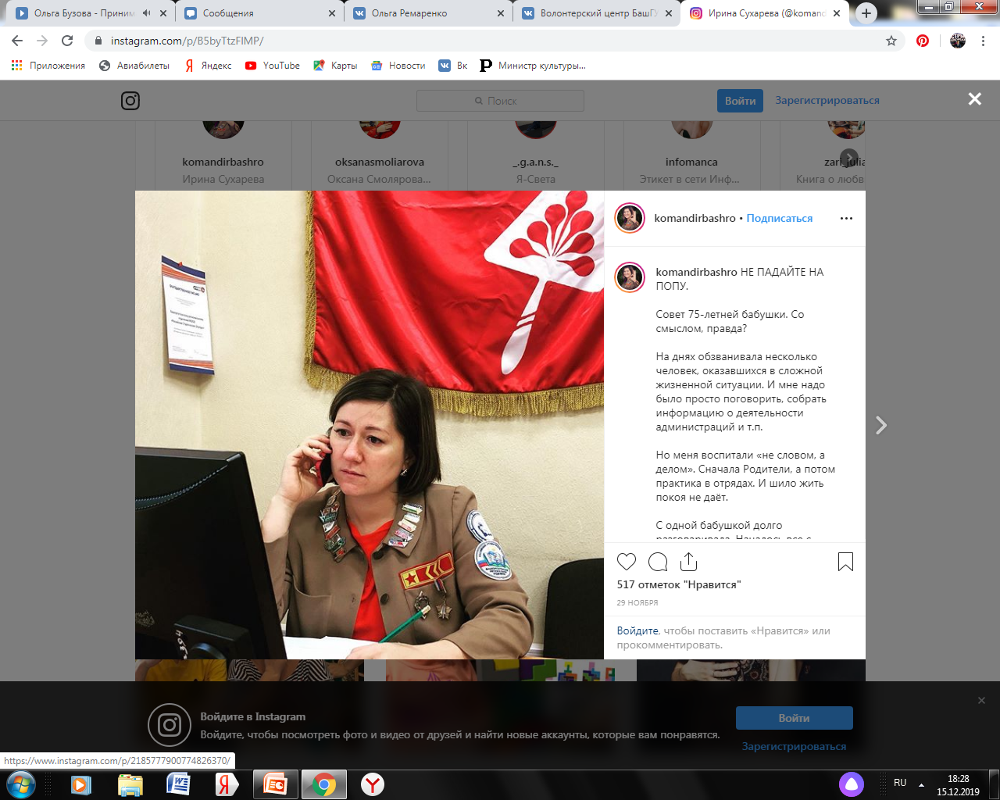 Ольга Бузова - Приним
Сообщения
Ольга Ремаренко
Волонтерский центр БашГУ
Ирина Сухарева (@komand
instagram.com/p/B5byTtzFIMP/
Приложения
Авиабилеты
Яндекс
YouTube
Карты
Новости
Вк
Министр культуры...
Поиск
Войти
Зарегистрироваться
komandirbashro
Ирина Сухарева
oksanasmoliarova
Оксана Смолярова...
_.g.a.n.s._
Я-Света
infomanca
Этикет в сети Инф...
zari_julia
Книга о любв
komandirbashro • Подписаться
komandirbashro НЕ ПАДАЙТЕ НА
ПОПУ.
Совет 75-летней бабушки. Со
смыслом, правда?
На днях обзванивала несколько
человек, оказавшихся в сложной
жизненной ситуации. И мне надо
было просто поговорить, собрать
информацию о деятельности
администраций и т.п.
Но меня воспитали «не словом, а
делом». Сначала Родители, а потом
практика в отрядах. И шило жить
покоя не даёт.
С одной бабушкой долго
разговаривала. Началось все с
517 отметок "Нравится"
29 НОЯБРЯ
Войдите, чтобы поставить «Нравится» или
прокомментировать.
Войдите в Instagram
Войдите, чтобы посмотреть фото и видео от друзей и найти новые аккаунты, которые вам понравятся.
Войти
Зарегистрироваться
https://www.instagram.com/p/2185777900774826370/
RU
18:28
15.12.2019